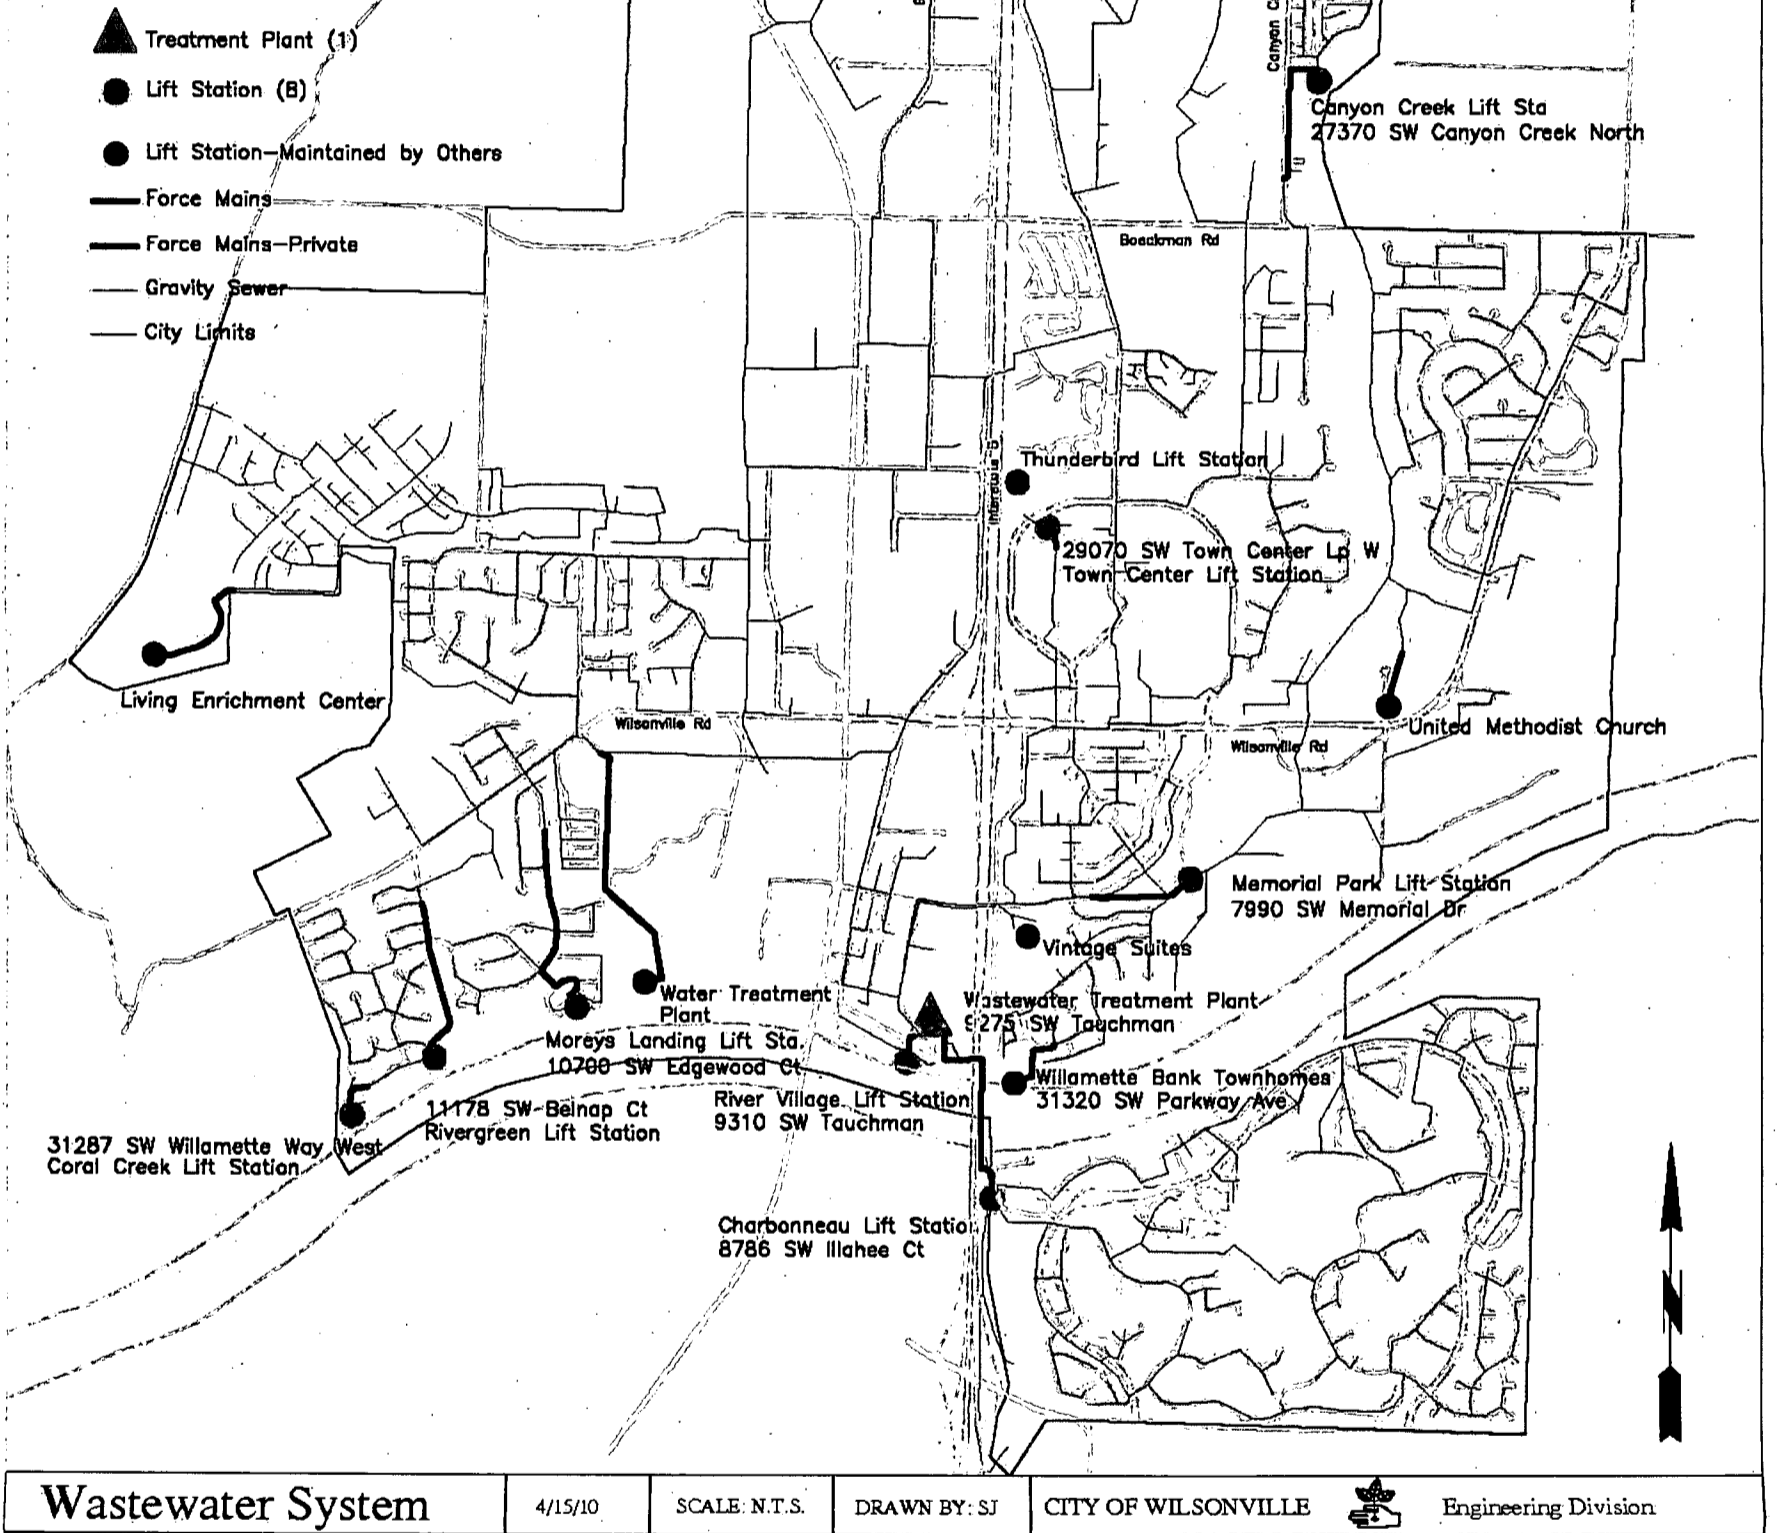 Treatment Plant (1)
Lift Station (8)
Lift Station-Maintained by Others
Force Mains
Force Mains-Private
Gravity Sewer
City Limits
Canyon
Canyon Creek Lift Sta
27370 SW Canyon Creek North
Boeckman Rd
Interstate 5
Thunderbird Lift Station
29070 SW Town Center Lp W
Town Center Lift Station
Living Enrichment Center
Wilsonville Rd
United Methodist Church
Wilsonville Rd
Memorial Park Lift Station
7990 SW Memorial Dr
Vintage Suites
Water Treatment
Plant
Wastewater Treatment Plant
9275 SW Tauchman
Moreys Landing Lift Sta.
10700 SW Edgewood Ct
Willamette Bank Townhomes
31320 SW Parkway Ave
River Village Lift Station
9310 SW Tauchman
11178 SW Belnap Ct
Rivergreen Lift Station
31287 SW Willamette Way West
Coral Creek Lift Station
Charbonneau Lift Station
8786 SW Illahee Ct
N
Wastewater System
4/15/10
SCALE: N.T.S.
DRAWN BY: SJ
CITY OF WILSONVILLE
Engineering Division